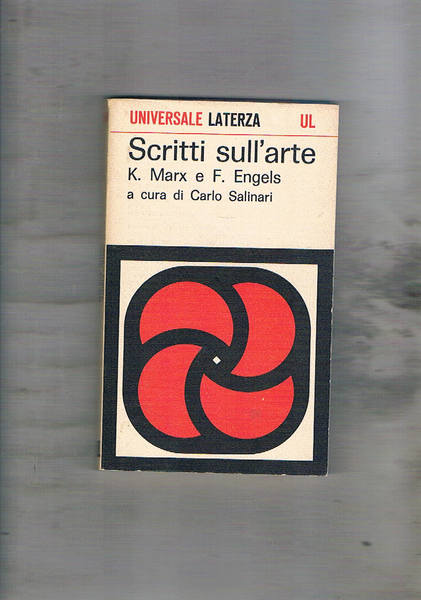 UNIVERSALE LATERZA UL
Scritti sull'arte
K. Marx e F. Engels
a cura di Carlo Salinari